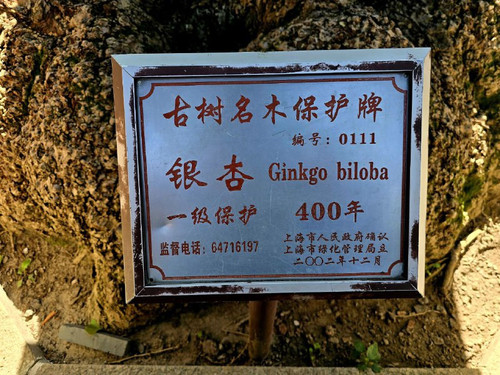 古树名木保护牌
编号：0111
银杏 Ginkgo biloba
一级保护 400年
监督电话：64716197
上海市人民政府确认
上海市绿化管理局立
二〇〇二年十二月